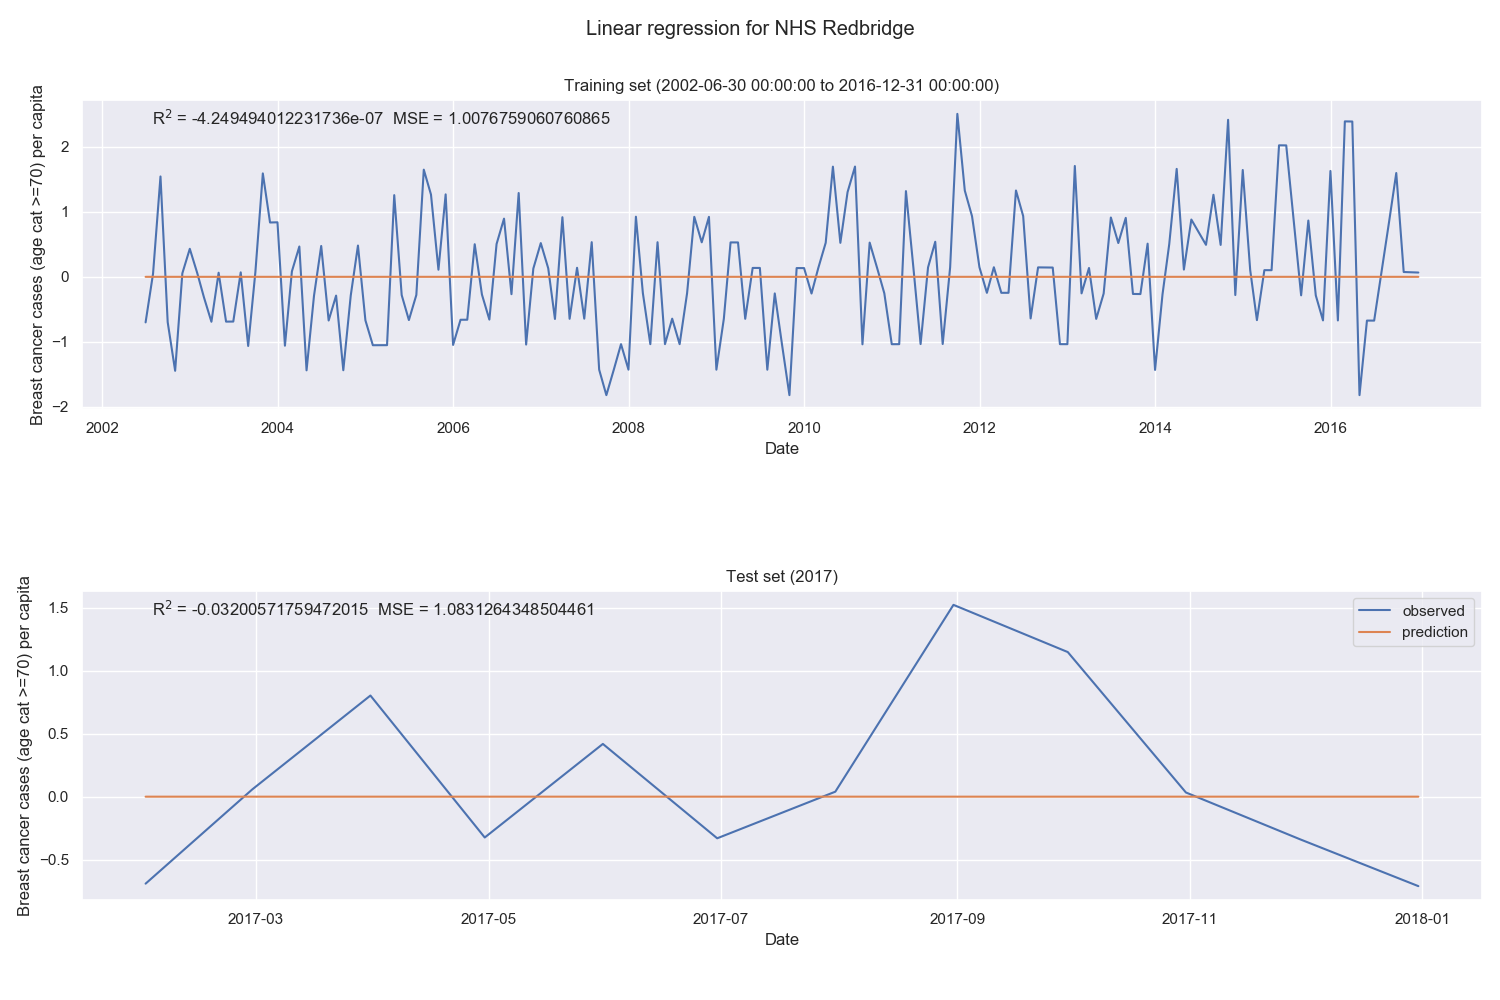 Linear regression for NHS Redbridge
Training set (2002-06-30 00:00:00 to 2016-12-31 00:00:00)
R² = -4.249494012231736e-07  MSE = 1.0076759060760865
Breast cancer cases (age cat >=70) per capita
2
1
0
−1
−2
2002 2004 2006 2008 2010 2012 2014 2016
Date
Test set (2017)
R² = -0.03200571759472015  MSE = 1.0831264348504461
observed
prediction
Breast cancer cases (age cat >=70) per capita
1.5
1.0
0.5
0.0
−0.5
2017-03 2017-05 2017-07 2017-09 2017-11 2018-01
Date